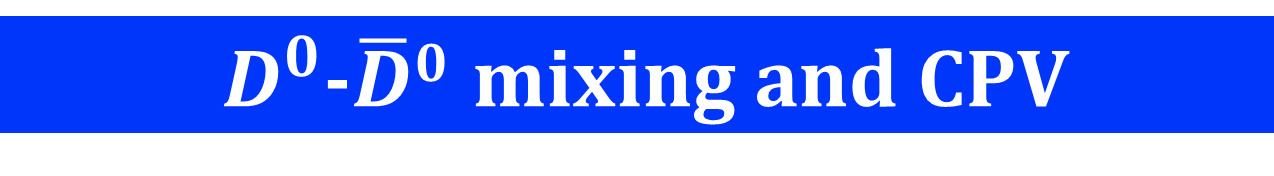 D⁰-D̅⁰ mixing and CPV